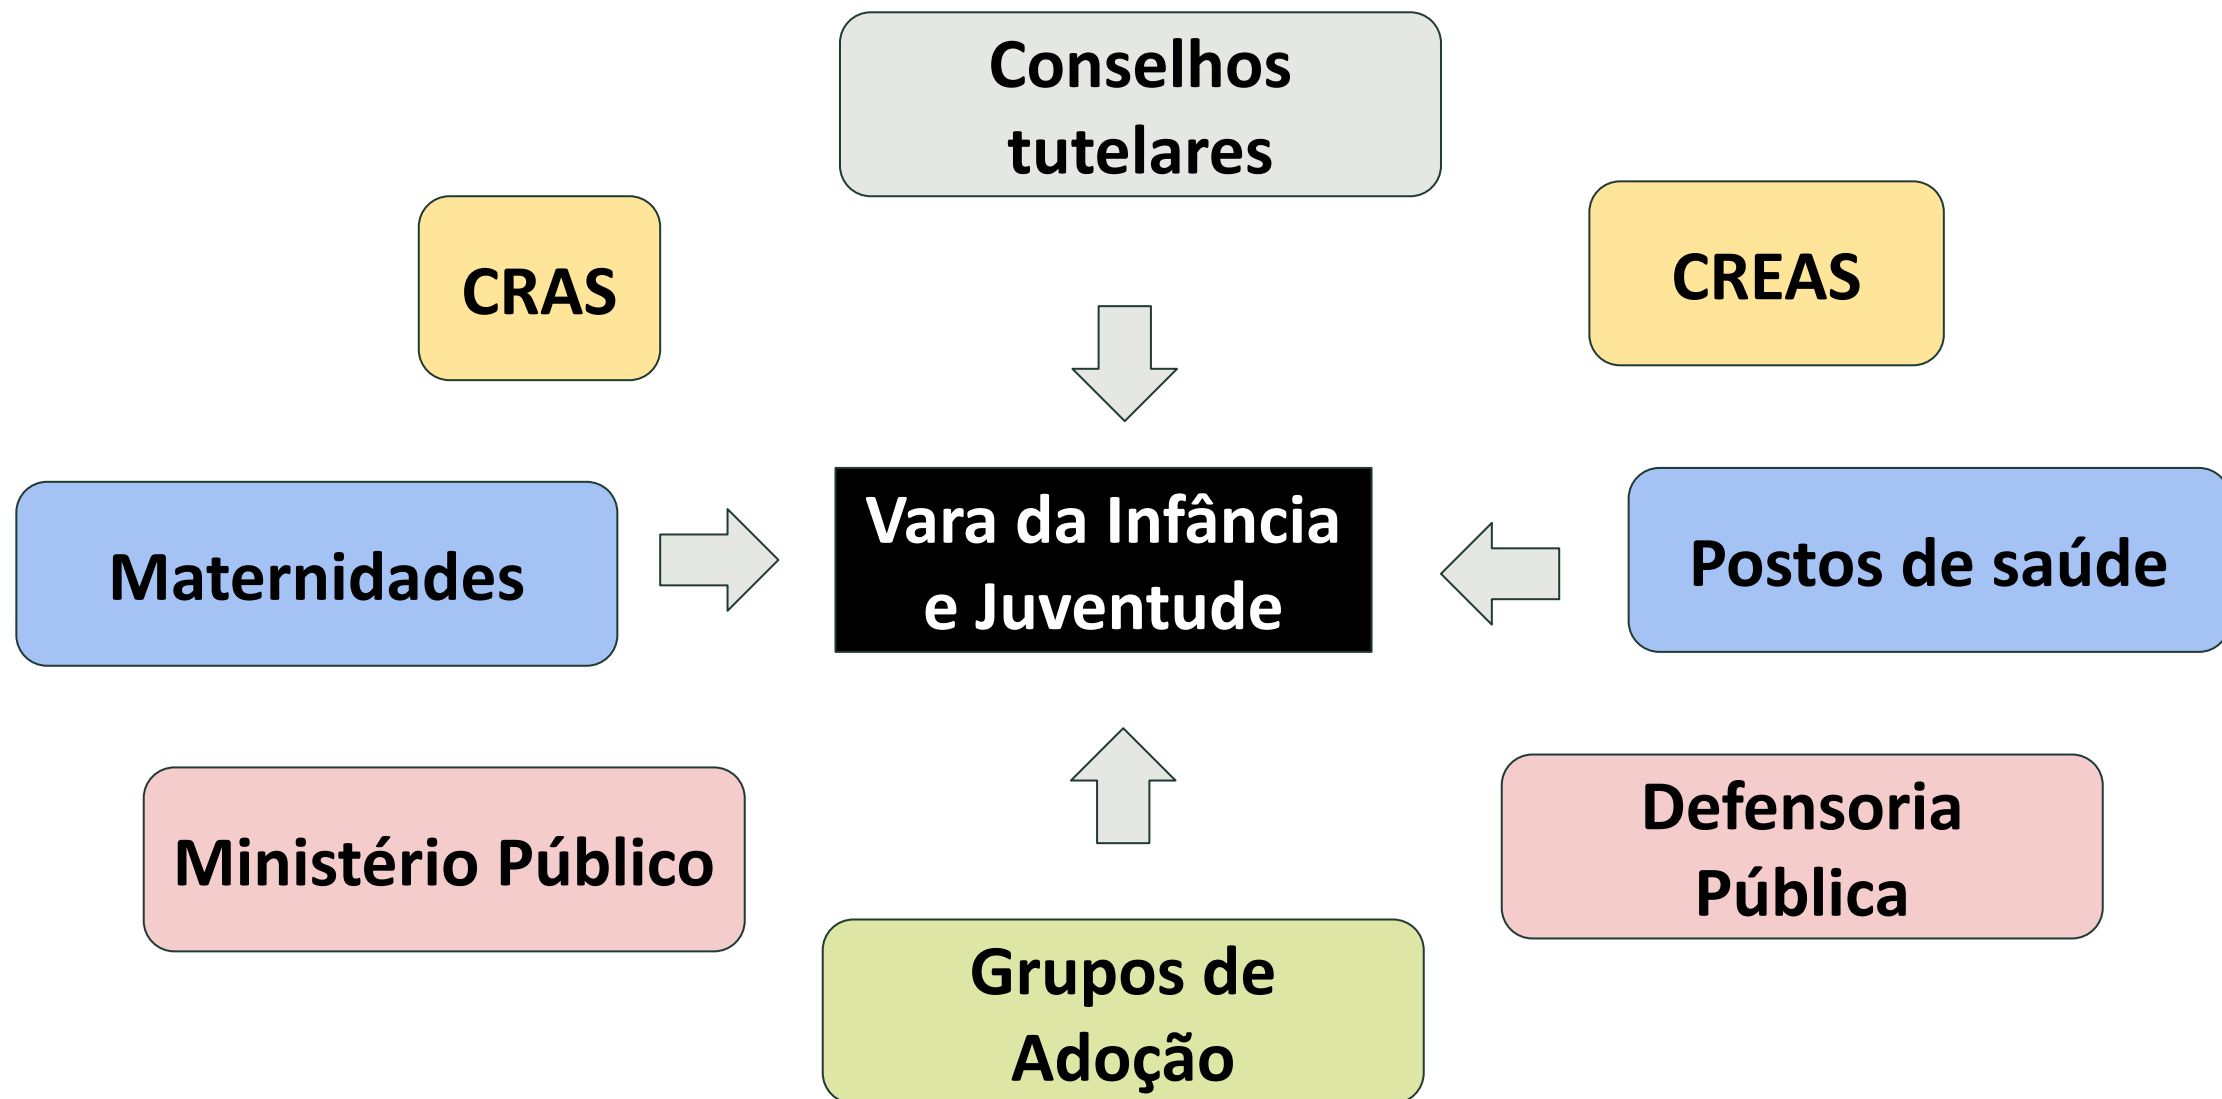 Conselhos
tutelares
CRAS
CREAS
Maternidades
Vara da Infância
e Juventude
Postos de saúde
Ministério Público
Defensoria
Pública
Grupos de
Adoção